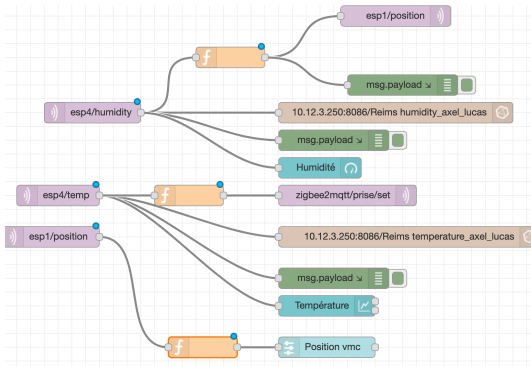 esp1/position
f
msg.payload
esp4/humidity
10.12.3.250:8086/Reims humidity_axel_lucas
msg.payload
Humidité
esp4/temp
f
zigbee2mqtt/prise/set
esp1/position
10.12.3.250:8086/Reims temperature_axel_lucas
msg.payload
Température
f
Position vmc